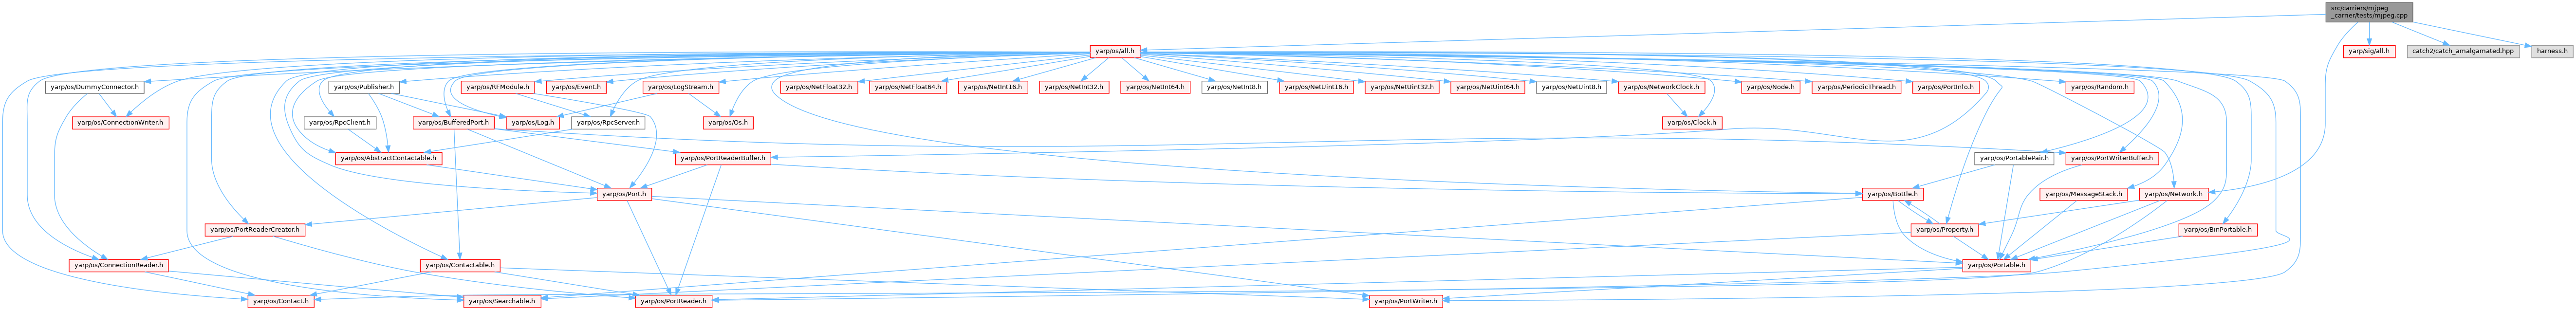 src/carriers/mjpeg
_carrier/tests/mjpeg.cpp
yarp/os/all.h
yarp/sig/all.h
catch2/catch_amalgamated.hpp
harness.h
yarp/os/DummyConnector.h
yarp/os/Publisher.h
yarp/os/RFModule.h
yarp/os/Event.h
yarp/os/LogStream.h
yarp/os/NetFloat32.h
yarp/os/NetFloat64.h
yarp/os/NetInt16.h
yarp/os/NetInt32.h
yarp/os/NetInt64.h
yarp/os/NetInt8.h
yarp/os/NetUint16.h
yarp/os/NetUint32.h
yarp/os/NetUint64.h
yarp/os/NetUint8.h
yarp/os/NetworkClock.h
yarp/os/Node.h
yarp/os/PeriodicThread.h
yarp/os/PortInfo.h
yarp/os/Random.h
yarp/os/ConnectionWriter.h
yarp/os/RpcClient.h
yarp/os/BufferedPort.h
yarp/os/Log.h
yarp/os/RpcServer.h
yarp/os/Os.h
yarp/os/Clock.h
yarp/os/AbstractContactable.h
yarp/os/PortReaderBuffer.h
yarp/os/PortablePair.h
yarp/os/PortWriterBuffer.h
yarp/os/Port.h
yarp/os/Bottle.h
yarp/os/MessageStack.h
yarp/os/Network.h
yarp/os/PortReaderCreator.h
yarp/os/Property.h
yarp/os/BinPortable.h
yarp/os/ConnectionReader.h
yarp/os/Contactable.h
yarp/os/Portable.h
yarp/os/Contact.h
yarp/os/Searchable.h
yarp/os/PortReader.h
yarp/os/PortWriter.h